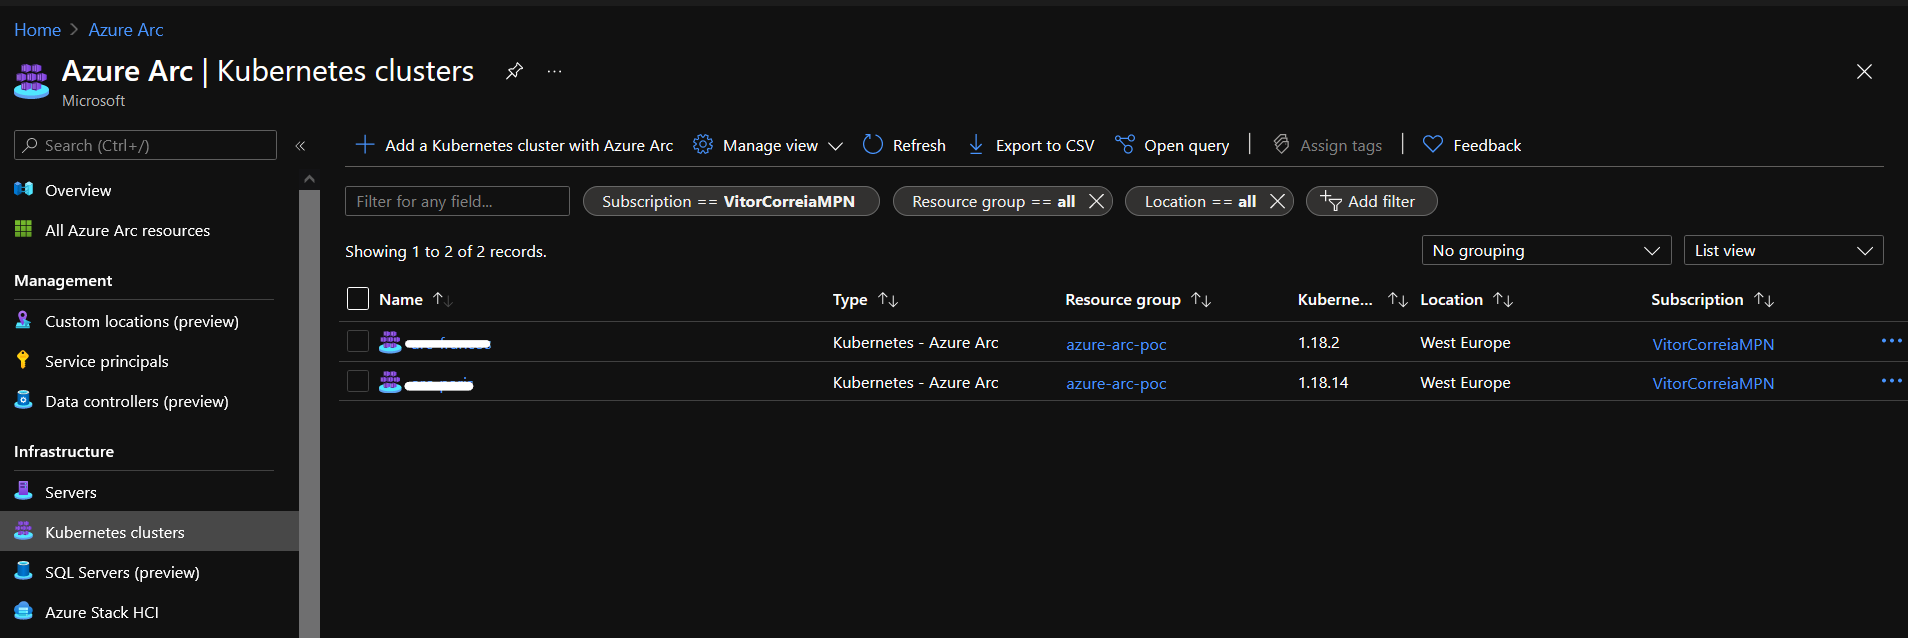 Home > Azure Arc
Azure Arc | Kubernetes clusters
Microsoft
Search (Ctrl+/)
Overview
All Azure Arc resources
Management
Custom locations (preview)
Service principals
Data controllers (preview)
Infrastructure
Servers
Kubernetes clusters
SQL Servers (preview)
Azure Stack HCI
Add a Kubernetes cluster with Azure Arc Manage view Refresh Export to CSV Open query Assign tags Feedback
Filter for any field... Subscription == VitorCorreiaMPN Resource group == all Location == all Add filter
Showing 1 to 2 of 2 records. No grouping List view
Name Type Resource group Kuberne... Location Subscription
Kubernetes - Azure Arc azure-arc-poc 1.18.2 West Europe VitorCorreiaMPN
Kubernetes - Azure Arc azure-arc-poc 1.18.14 West Europe VitorCorreiaMPN